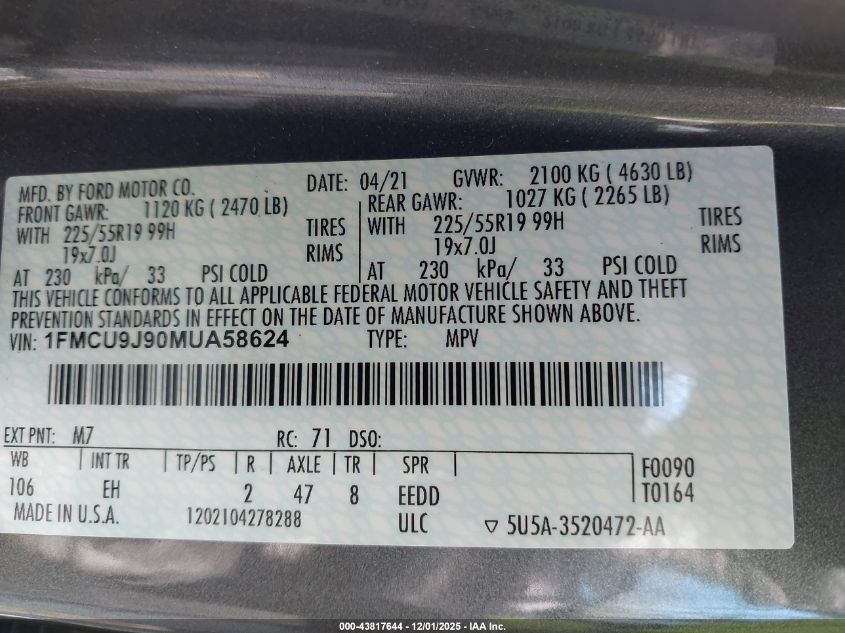 MFD. BY FORD MOTOR CO. DATE: 04/21 GVWR: 2100 KG ( 4630 LB)
FRONT GAWR: 1120 KG ( 2470 LB) REAR GAWR: 1027 KG ( 2265 LB)
WITH 225/55R19 99H TIRES WITH 225/55R19 99H TIRES
19x7.0J RIMS 19x7.0J RIMS
AT 230 kPa/ 33 PSI COLD AT 230 kPa/ 33 PSI COLD
THIS VEHICLE CONFORMS TO ALL APPLICABLE FEDERAL MOTOR VEHICLE SAFETY AND THEFT
PREVENTION STANDARDS IN EFFECT ON THE DATE OF MANUFACTURE SHOWN ABOVE.
VIN: 1FMCU9J90MUA58624 TYPE: MPV
EXT PNT: M7 RC: 71 DSO:
WB INT TR TP/PS R AXLE TR SPR F0090
106 EH 2 47 8 EEDD T0164
MADE IN U.S.A. 1202104278288 ULC ▽ 5U5A-3520472-AA
000-43817644 - 12/01/2025 - IAA Inc.